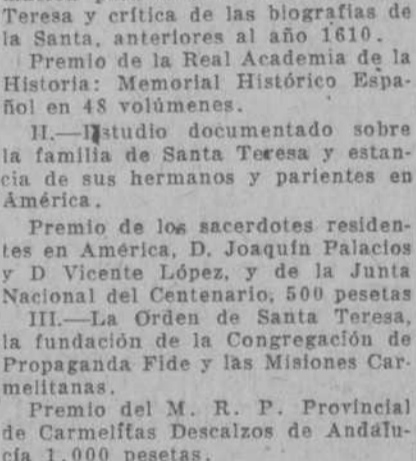 Teresa y crítica de las biografías de
la Santa, anteriores al año 1610.
Premio de la Real Academia de la
Historia: Memorial Histórico Espa-
ñol en 48 volúmenes.
II.—Estudio documentado sobre
la familia de Santa Teresa y estan-
cia de sus hermanos y parientes en
América.
Premio de los sacerdotes residen-
tes en América, D. Joaquín Palacios
y D Vicente López, y de la Junta
Nacional del Centenario, 500 pesetas
III.—La Orden de Santa Teresa,
la fundación de la Congregación de
Propaganda Fide y las Misiones Car-
melitanas.
Premio del M. R. P. Provincial
de Carmelitas Descalzos de Andalu-
cía 1.000 pesetas.